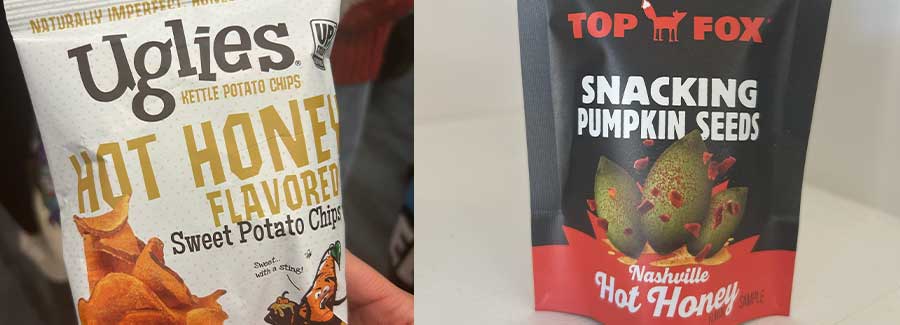 NATURALLY IMPERFECT.
Uglies®
KETTLE POTATO CHIPS
HOT HONEY
FLAVORED
Sweet Potato Chips
Sweet...
with a sting!
TOP FOX
SNACKING
PUMPKIN SEEDS
Nashville
Hot Honey
SAMPLE